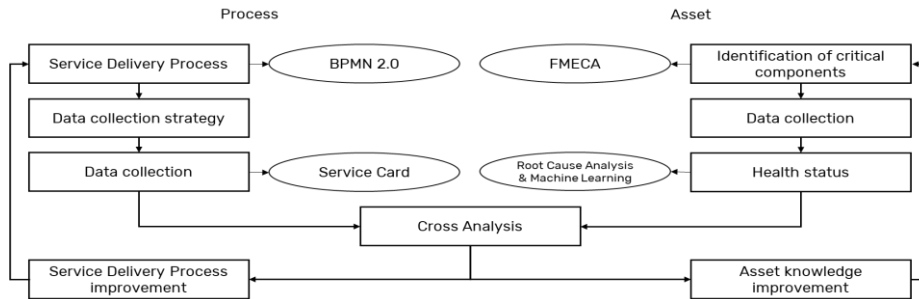 Process
Asset
Service Delivery Process
BPMN 2.0
FMECA
Identification of critical
components
Data collection strategy
Data collection
Data collection
Service Card
Root Cause Analysis
& Machine Learning
Health status
Cross Analysis
Service Delivery Process
improvement
Asset knowledge
improvement